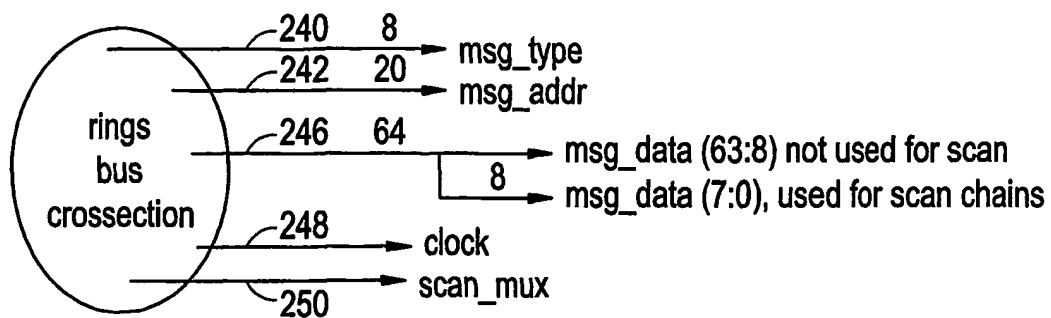 240 8 msg_type
242 20 msg_addr
rings
bus
crossection
246 64
msg_data (63:8) not used for scan
8
msg_data (7:0), used for scan chains
248 clock
250 scan_mux